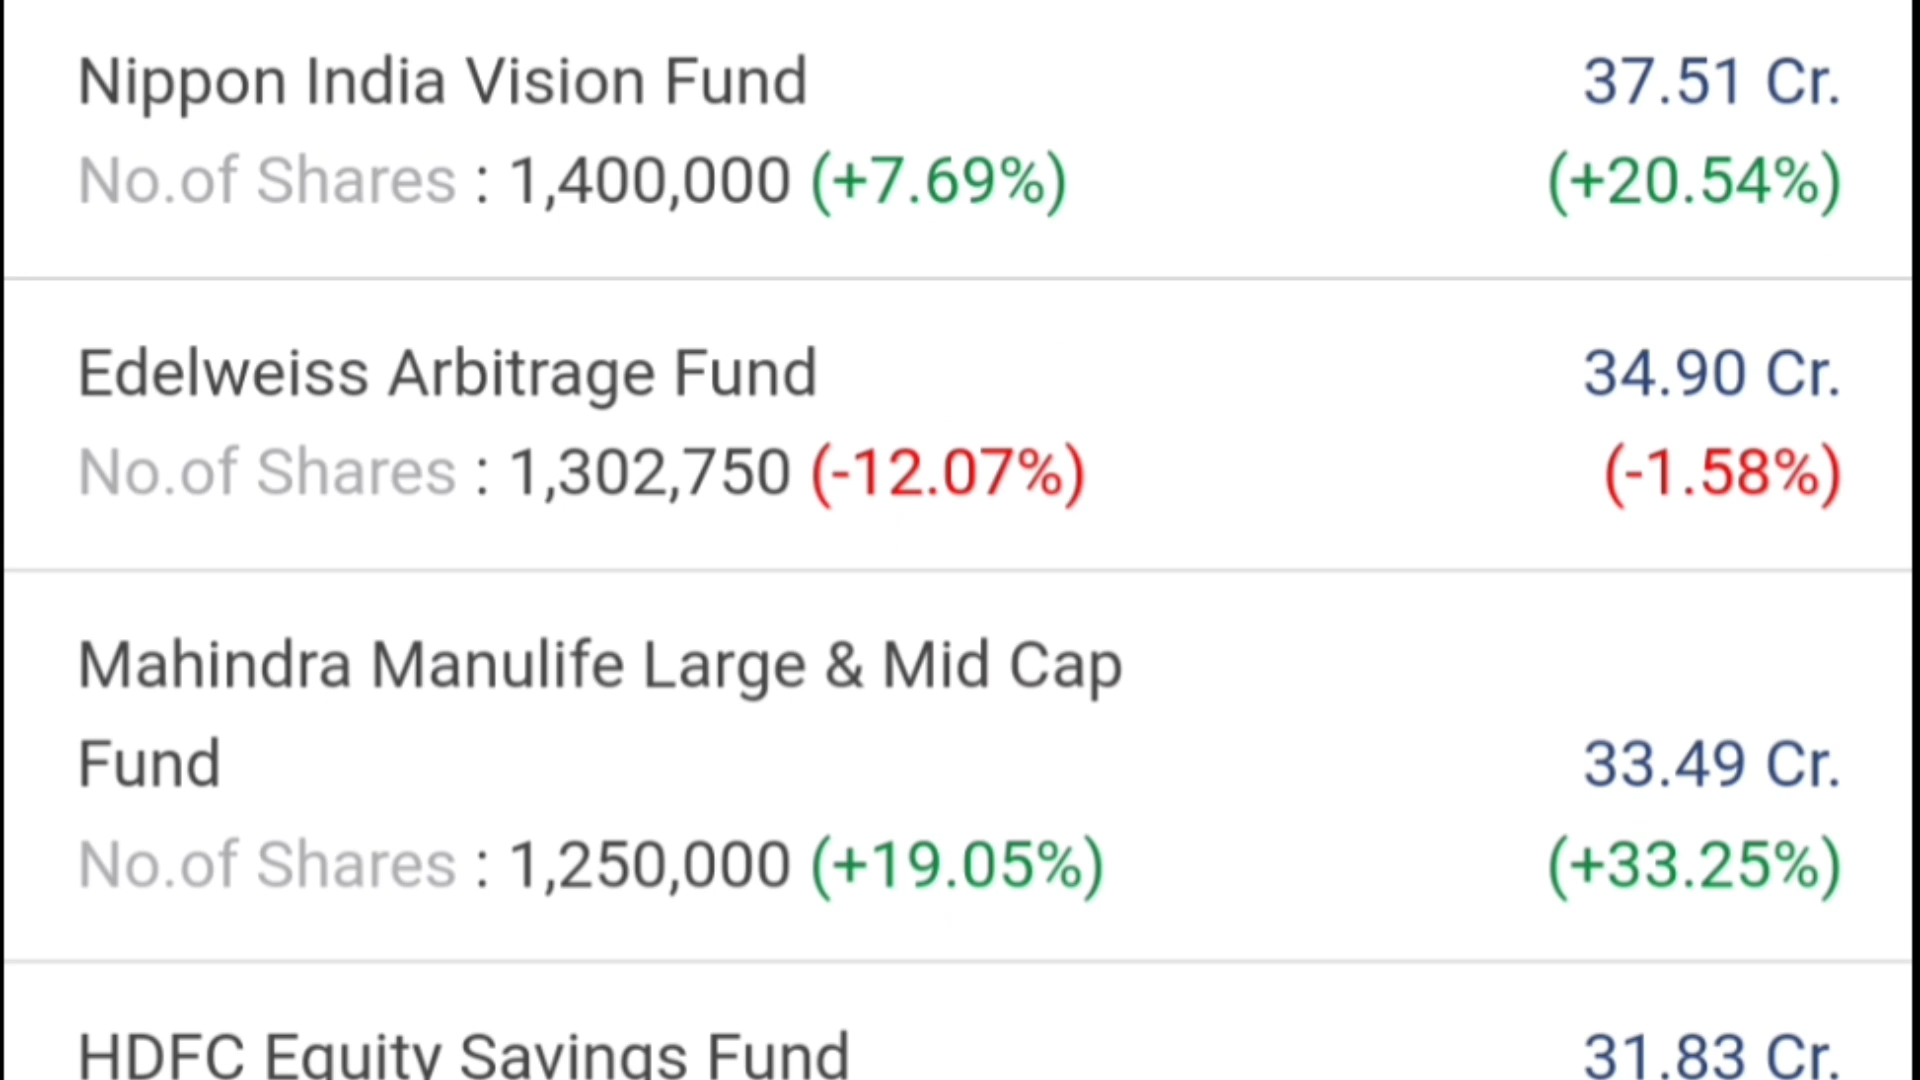 Nippon India Vision Fund 37.51 Cr.
No.of Shares : 1,400,000 (+7.69%) (+20.54%)
Edelweiss Arbitrage Fund 34.90 Cr.
No.of Shares : 1,302,750 (-12.07%) (-1.58%)
Mahindra Manulife Large & Mid Cap
Fund 33.49 Cr.
No.of Shares : 1,250,000 (+19.05%) (+33.25%)
HDFC Equity Savings Fund 31.83 Cr.